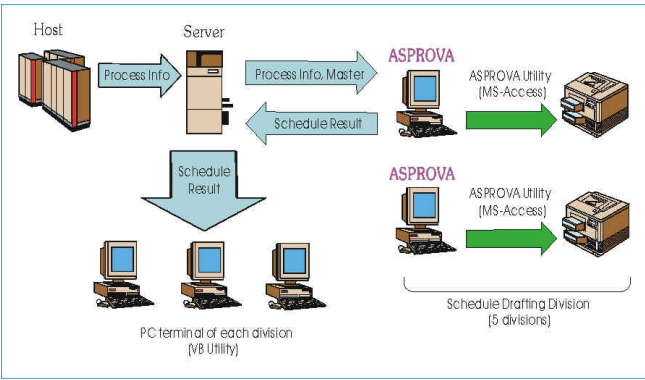 Host
Server
ASPROVA
Process Info
Process Info, Master
ASPROVA Utility
(MS-Access)
Schedule Result
Schedule
Result
ASPROVA
ASPROVA Utility
(MS-Access)
PC terminal of each division
(VB Utility)
Schedule Drafting Division
(5 divisions)